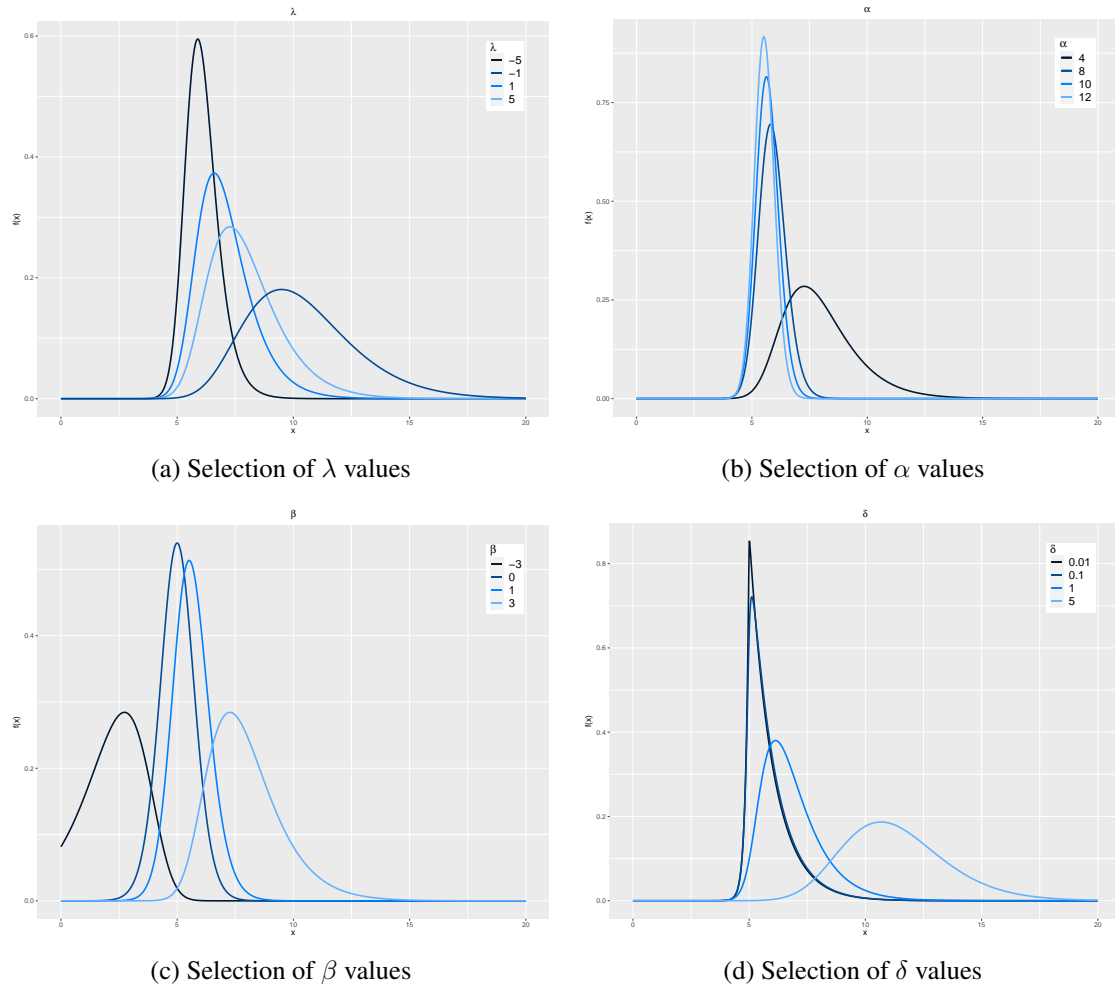 λ
f(x)
0.6
0.4
0.2
0.0
λ
−5
−1
1
5
0
5
10
15
20
x
(a) Selection of λ values
α
f(x)
0.75
0.50
0.25
0.00
α
4
8
10
12
0
5
10
15
20
x
(b) Selection of α values
β
f(x)
0.4
0.2
0.0
β
−3
0
1
3
0
5
10
15
20
x
(c) Selection of β values
δ
f(x)
0.8
0.6
0.4
0.2
0.0
δ
0.01
0.1
1
5
0
5
10
15
20
x
(d) Selection of δ values